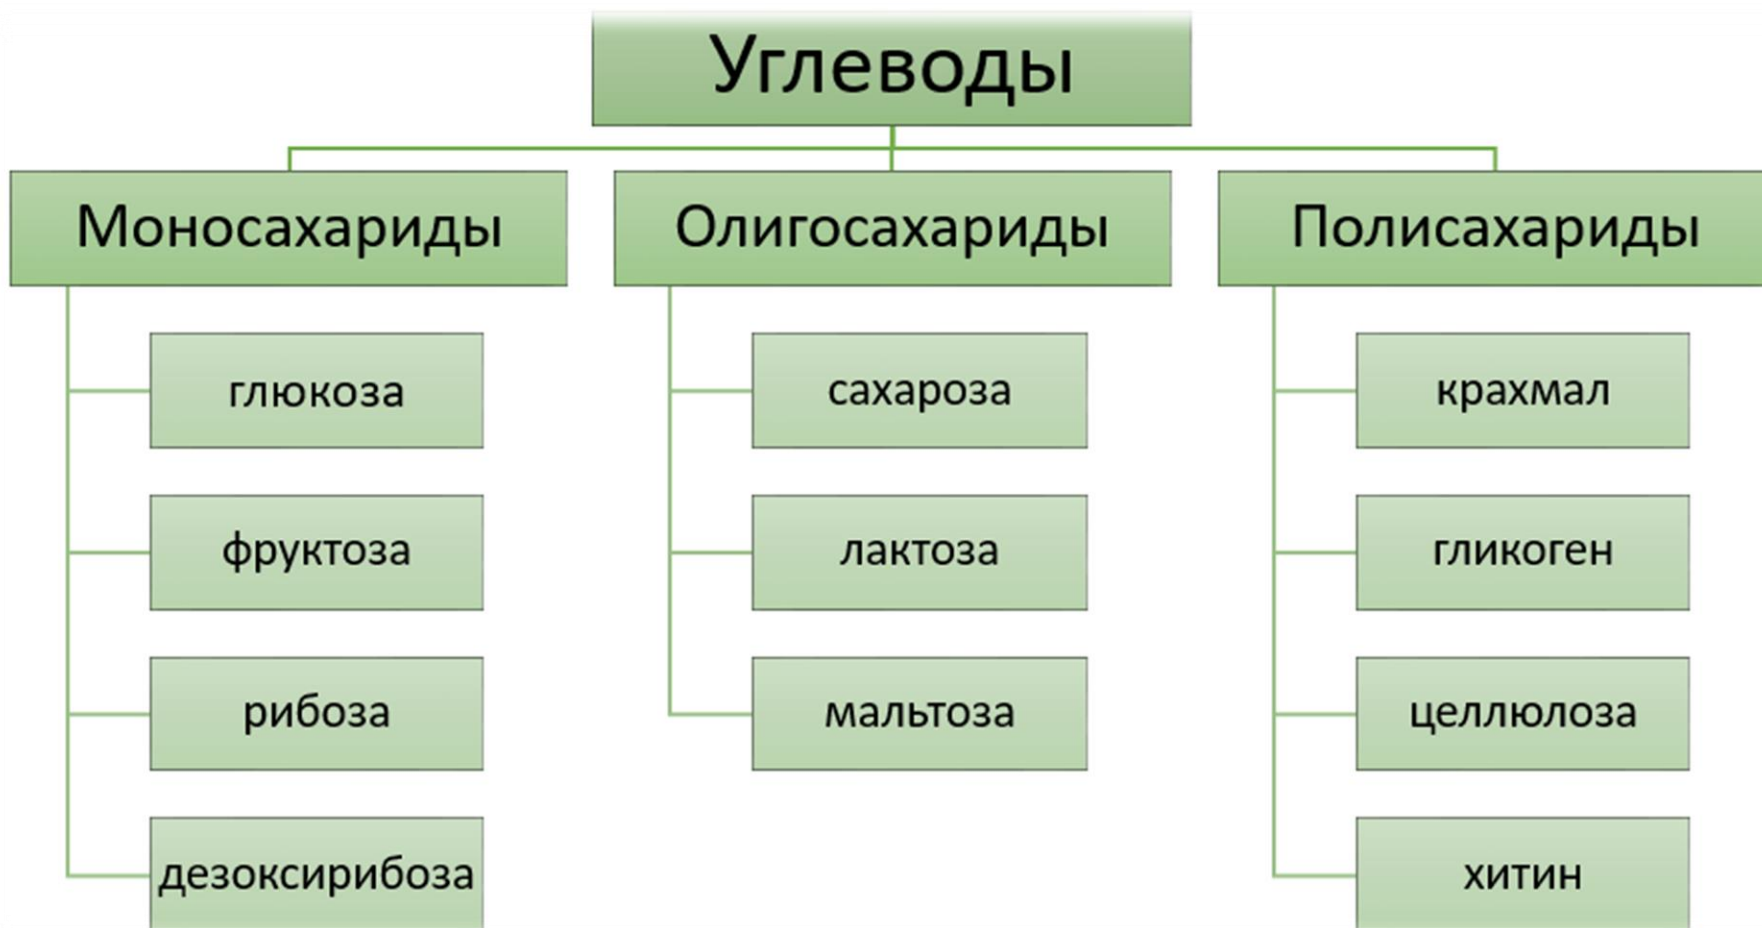 Углеводы
Моносахариды
глюкоза
фруктоза
рибоза
дезоксирибоза
Олигосахариды
сахароза
лактоза
мальтоза
Полисахариды
крахмал
гликоген
целлюлоза
хитин